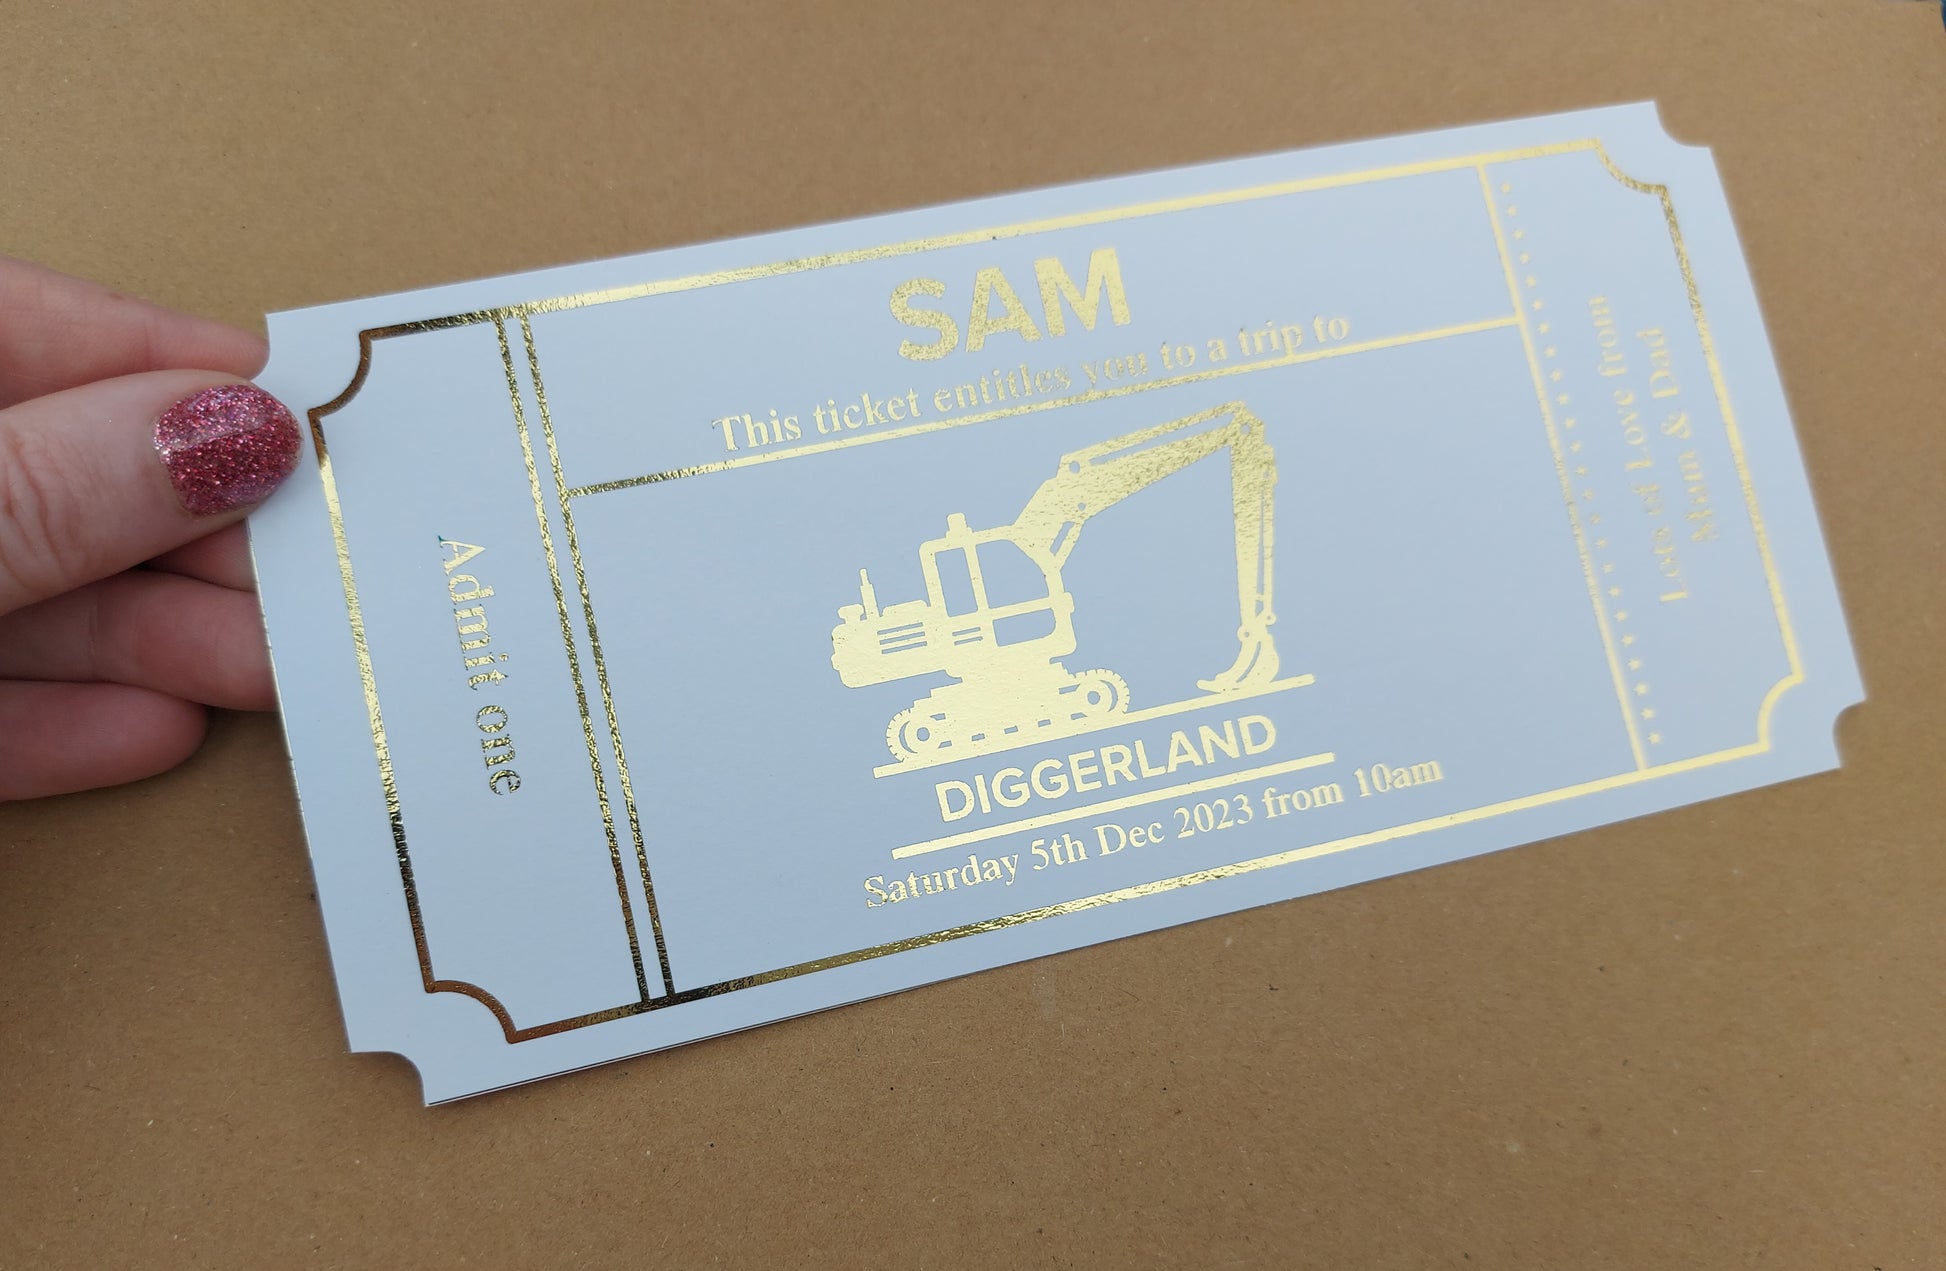 Admit one
SAM
This ticket entitles you to a trip to
DIGGERLAND
Saturday 5th Dec 2023 from 10am
Lots of Love from
Mum & Dad